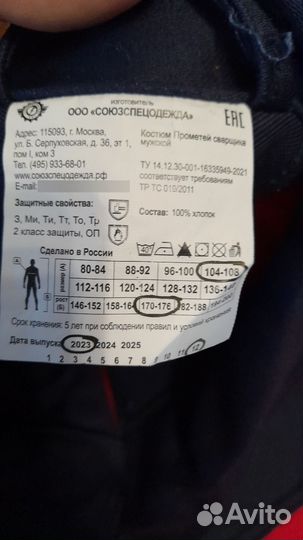 ИЗГОТОВИТЕЛЬ
ООО «СОЮЗСПЕЦОДЕЖДА»
EAC
Адрес: 115093, г. Москва,
ул. Б. Серпуховская, д. 36, эт 1,
пом I, ком 3
Тел. (495) 933-68-01
www.союзспецодежда.рф
E-mail:
Костюм Прометей сварщика
мужской
ТУ 14.12.30-001-16335949-2021
соответствует требованиям
ТР ТС 019/2011
Защитные свойства:
З, Ми, Ти, Тт, То, Тр
2 класс защиты, ОП
Состав: 100% хлопок
40
Сделано в России
А
Б
(А) 80-84 88-92 96-100 104-108
112-116 120-124 128-132
рост (Б) 146-152 158-164 170-176 182-188
Срок хранения: 5 лет при соблюдении правил и условий хранения
Дата выпуска 2023 2024 2025
1 2 3 4 5 6 7 8 9 10 11 12
Avito